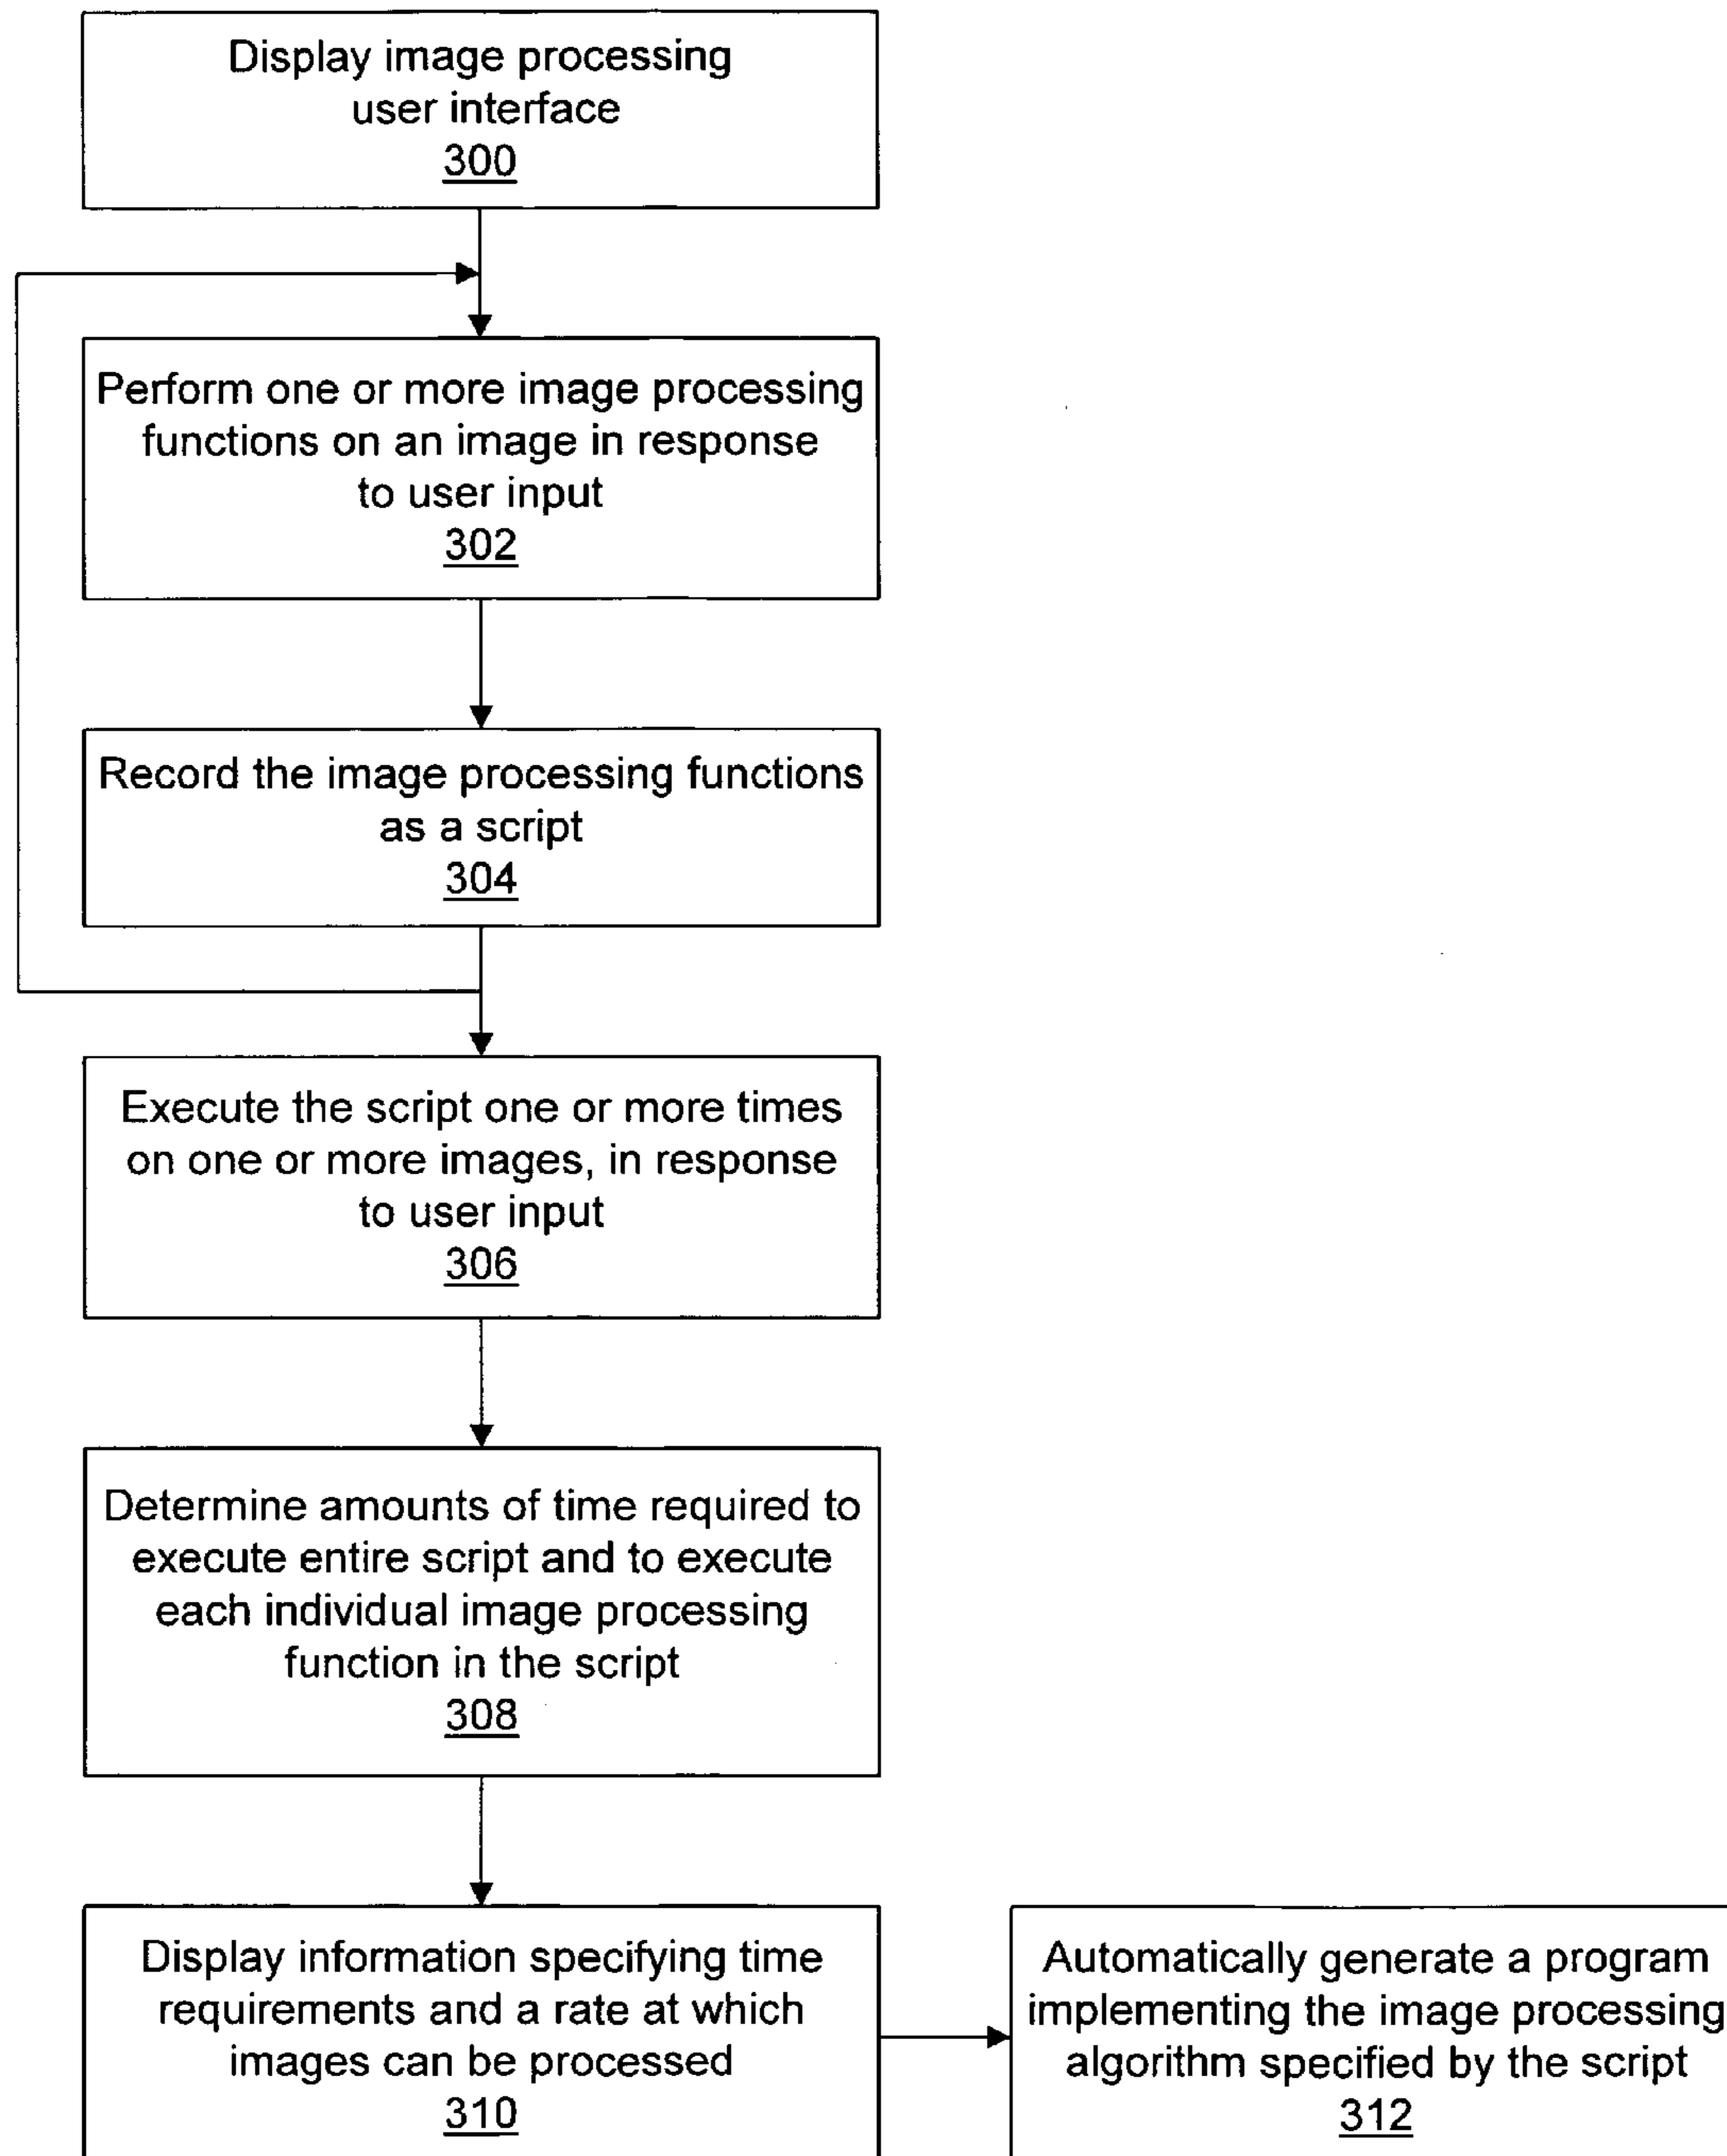 Display image processing
user interface
300
Perform one or more image processing
functions on an image in response
to user input
302
Record the image processing functions
as a script
304
Execute the script one or more times
on one or more images, in response
to user input
306
Determine amounts of time required to
execute entire script and to execute
each individual image processing
function in the script
308
Display information specifying time
requirements and a rate at which
images can be processed
310
Automatically generate a program
implementing the image processing
algorithm specified by the script
312